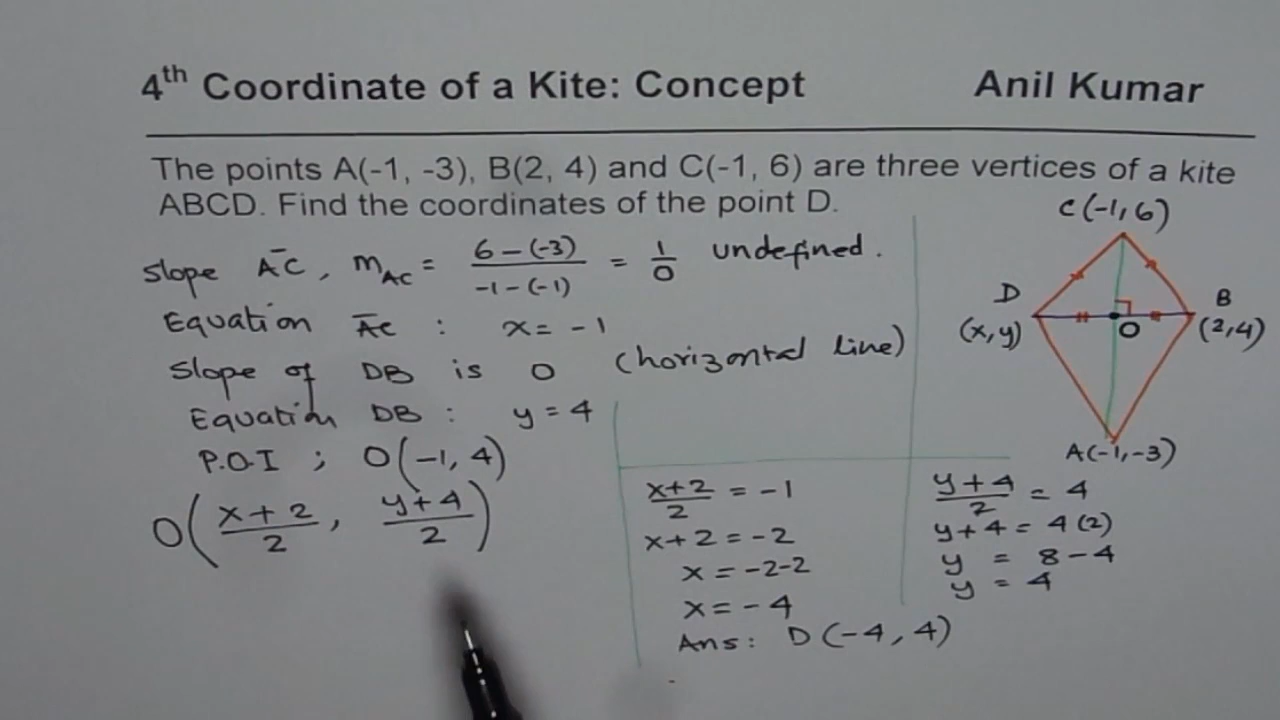 4th Coordinate of a Kite: Concept Anil Kumar
The points A(-1, -3), B(2, 4) and C(-1, 6) are three vertices of a kite
ABCD. Find the coordinates of the point D.
Slope A̅C̅, m_AC = (6-(-3))/(-1-(-1)) = 1/0 undefined.
Equation A̅C̅ : x = -1
Slope of DB is 0 (horizontal line)
Equation DB : y = 4
P.O.I ; O(-1, 4)
O((x+2)/2, (y+4)/2)
C(-1, 6)
D
(x, y)
B
(2, 4)
O
A(-1, -3)
(x+2)/2 = -1
x+2 = -2
x = -2-2
x = -4
(y+4)/2 = 4
y+4 = 4(2)
y = 8-4
y = 4
Ans: D(-4, 4)